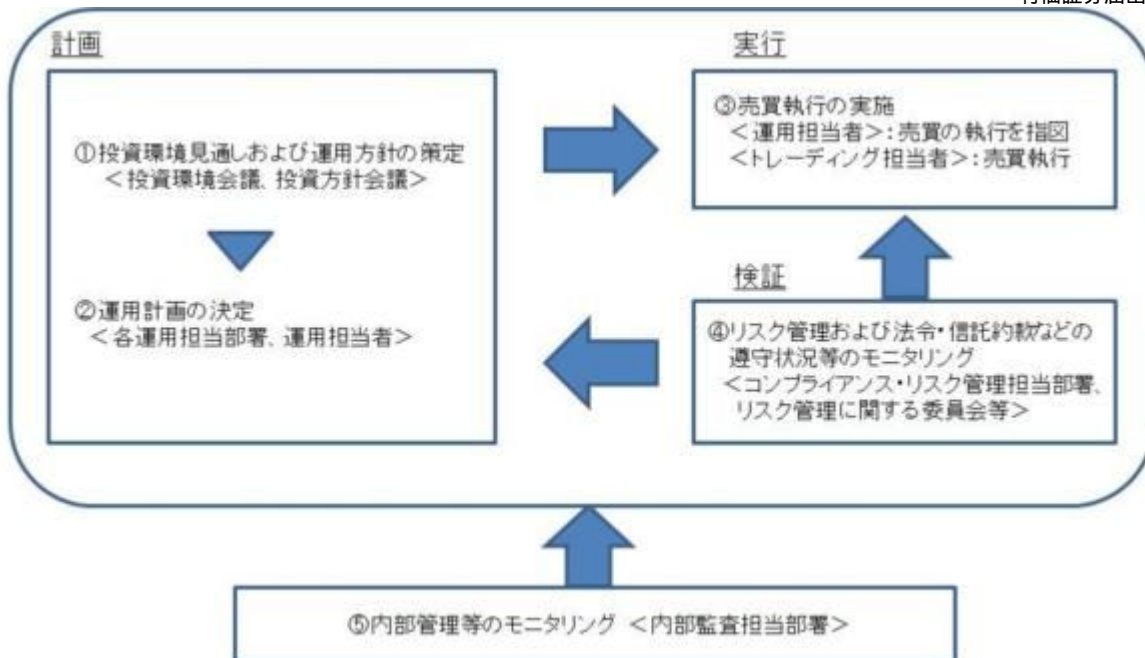 計画
①投資環境見通しおよび運用方針の策定
<投資環境会議、投資方針会議>
②運用計画の決定
<各運用担当部署、運用担当者>
実行
③売買執行の実施
<運用担当者>:売買の執行を指図
<トレーディング担当者>:売買執行
検証
④リスク管理および法令・信託約款などの
遵守状況等のモニタリング
<コンプライアンス・リスク管理担当部署、
リスク管理に関する委員会等>
⑤内部管理等のモニタリング <内部監査担当部署>